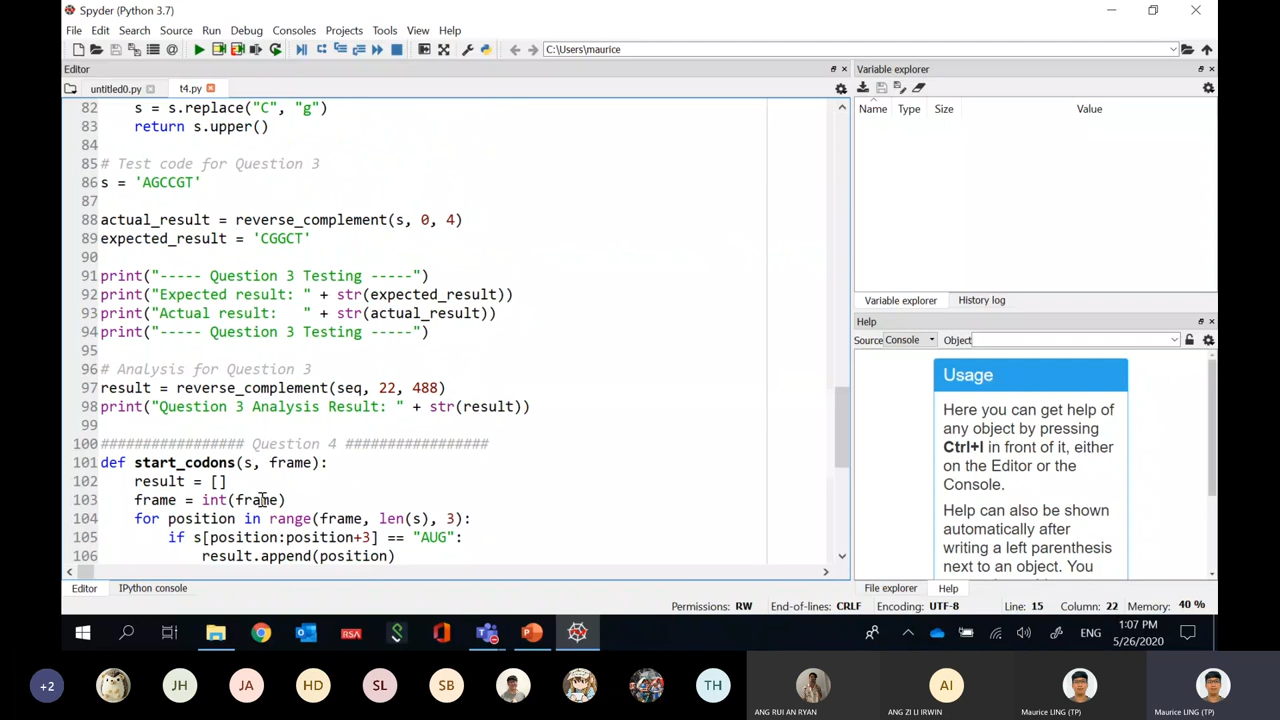 Spyder (Python 3.7)
File Edit Search Source Run Debug Consoles Projects Tools View Help
C:\Users\maurice
Editor
untitled0.py t4.py
82 s = s.replace("C", "g")
83 return s.upper()
84
85 # Test code for Question 3
86 s = 'AGCCGT'
87
88 actual_result = reverse_complement(s, 0, 4)
89 expected_result = 'CGGCT'
90
91 print("----- Question 3 Testing -----")
92 print("Expected result: " + str(expected_result))
93 print("Actual result:   " + str(actual_result))
94 print("----- Question 3 Testing -----")
95
96 # Analysis for Question 3
97 result = reverse_complement(seq, 22, 488)
98 print("Question 3 Analysis Result: " + str(result))
99
100 ################# Question 4 #################
101 def start_codons(s, frame):
102 result = []
103 frame = int(frame)
104 for position in range(frame, len(s), 3):
105 if s[position:position+3] == "AUG":
106 result.append(position)
Editor IPython console
Variable explorer
Name Type Size Value
Variable explorer History log
Help
Source Console Object
Usage
Here you can get help of
any object by pressing
Ctrl+I in front of it, either
on the Editor or the
Console.
Help can also be shown
automatically after
writing a left parenthesis
next to an object. You
File explorer Help
Permissions: RW End-of-lines: CRLF Encoding: UTF-8 Line: 15 Column: 22 Memory: 40 %
RSA
ENG
1:07 PM
5/26/2020
+2 JH JA HD SL SB TH AI
ANG RUI AN RYAN
ANG ZI LI IRWIN
Maurice LING (TP)
Maurice LING (TP)